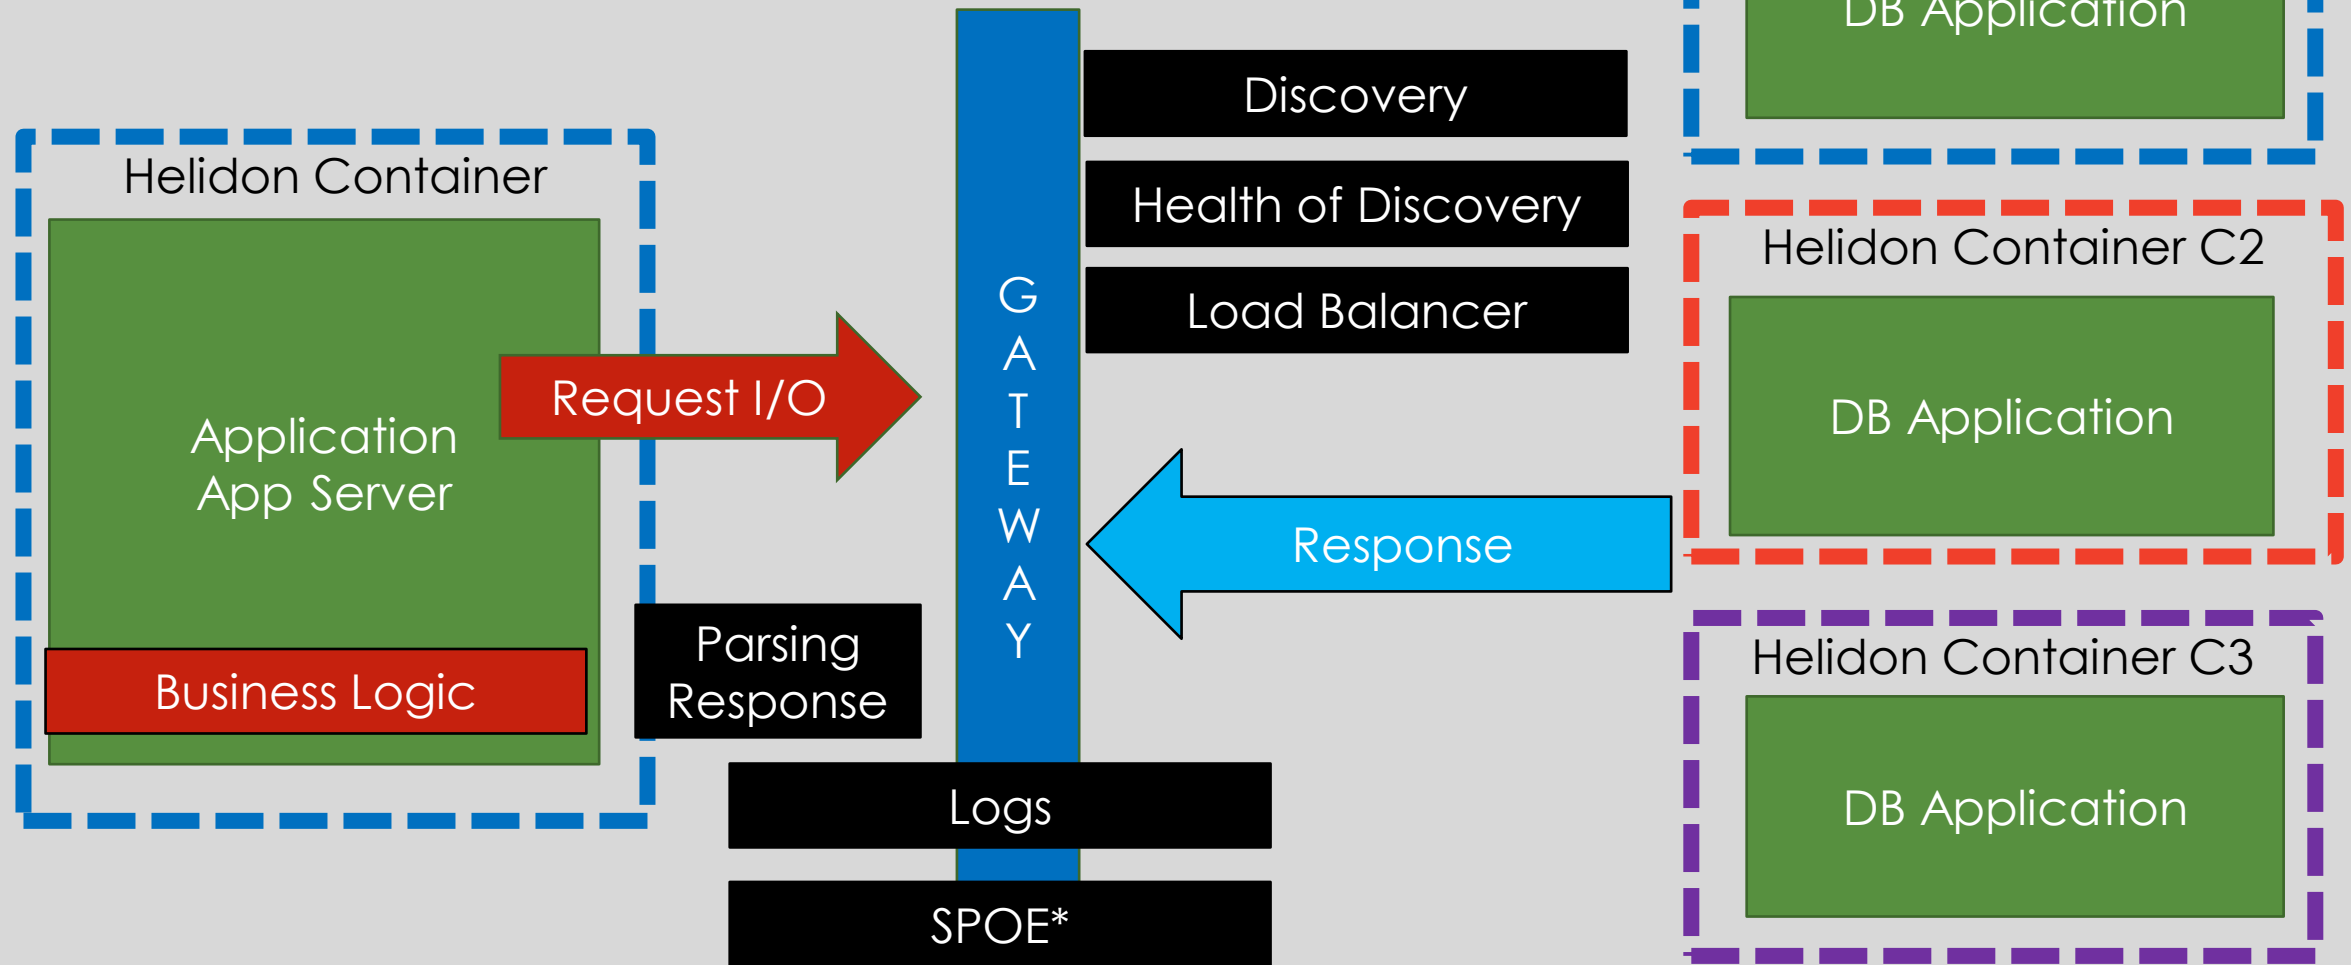 DB Application
Discovery
Helidon Container
Health of Discovery
Helidon Container C2
Load Balancer
G
A
T
E
W
A
Y
Request I/O
DB Application
Application
App Server
Response
Parsing
Response
Helidon Container C3
Business Logic
Logs
DB Application
SPOE*